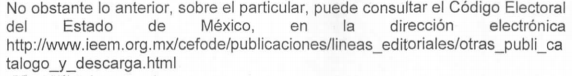 No obstante lo anterior, sobre el particular, puede consultar el Código Electoral
del Estado de México, en la dirección electrónica
http://www.ieem.org.mx/cefode/publicaciones/lineas_editoriales/otras_publi_ca
talogo_y_descarga.html